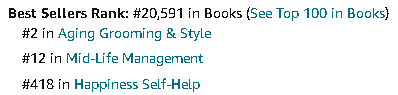 Best Sellers Rank: #20,591 in Books (See Top 100 in Books)
#2 in Aging Grooming & Style
#12 in Mid-Life Management
#418 in Happiness Self-Help